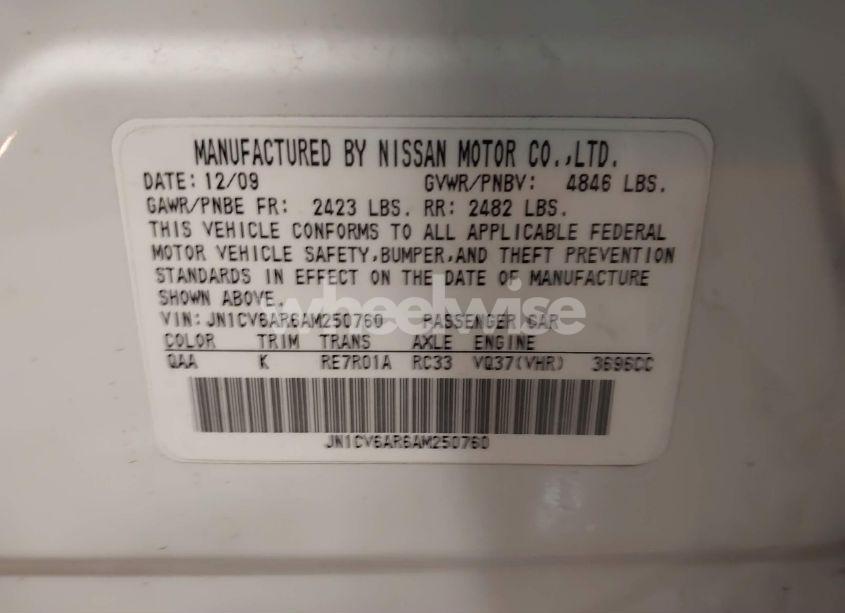 MANUFACTURED BY NISSAN MOTOR CO.,LTD.
DATE: 12/09 GVWR/PNBV: 4846 LBS.
GAWR/PNBE FR: 2423 LBS. RR: 2482 LBS.
THIS VEHICLE CONFORMS TO ALL APPLICABLE FEDERAL
MOTOR VEHICLE SAFETY,BUMPER,AND THEFT PREVENTION
STANDARDS IN EFFECT ON THE DATE OF MANUFACTURE
SHOWN ABOVE.
wheelwise
VIN: JN1CV6AR6AM250760 PASSENGER CAR
COLOR TRIM TRANS AXLE ENGINE
QAA K RE7R01A RC33 VQ37(VHR) 3696CC
JN1CV6AR6AM250760